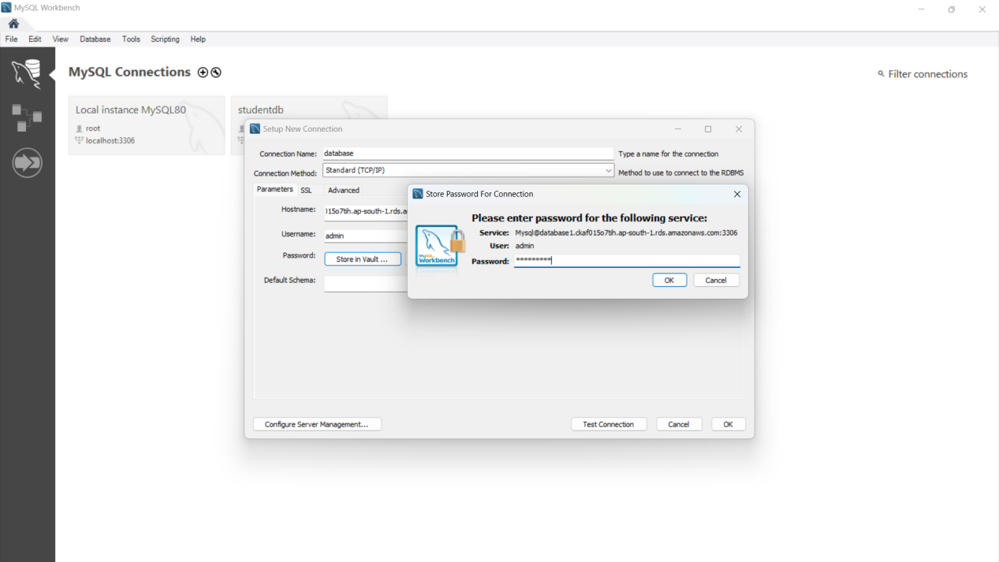 MySQL Workbench
File Edit View Database Tools Scripting Help
MySQL Connections
Filter connections
Local instance MySQL80
root
localhost:3306
studentdb
Setup New Connection
Connection Name: database Type a name for the connection
Connection Method: Standard (TCP/IP) Method to use to connect to the RDBMS
Parameters SSL Advanced
Hostname: )15o7tih.ap-south-1.rds.a
Username: admin
Password: Store in Vault ...
Default Schema:
Store Password For Connection
Please enter password for the following service:
Service: Mysql@database1.ckaf015o7tih.ap-south-1.rds.amazonaws.com:3306
User: admin
Password: *********
OK Cancel
MySQL
Workbench
Configure Server Management... Test Connection Cancel OK